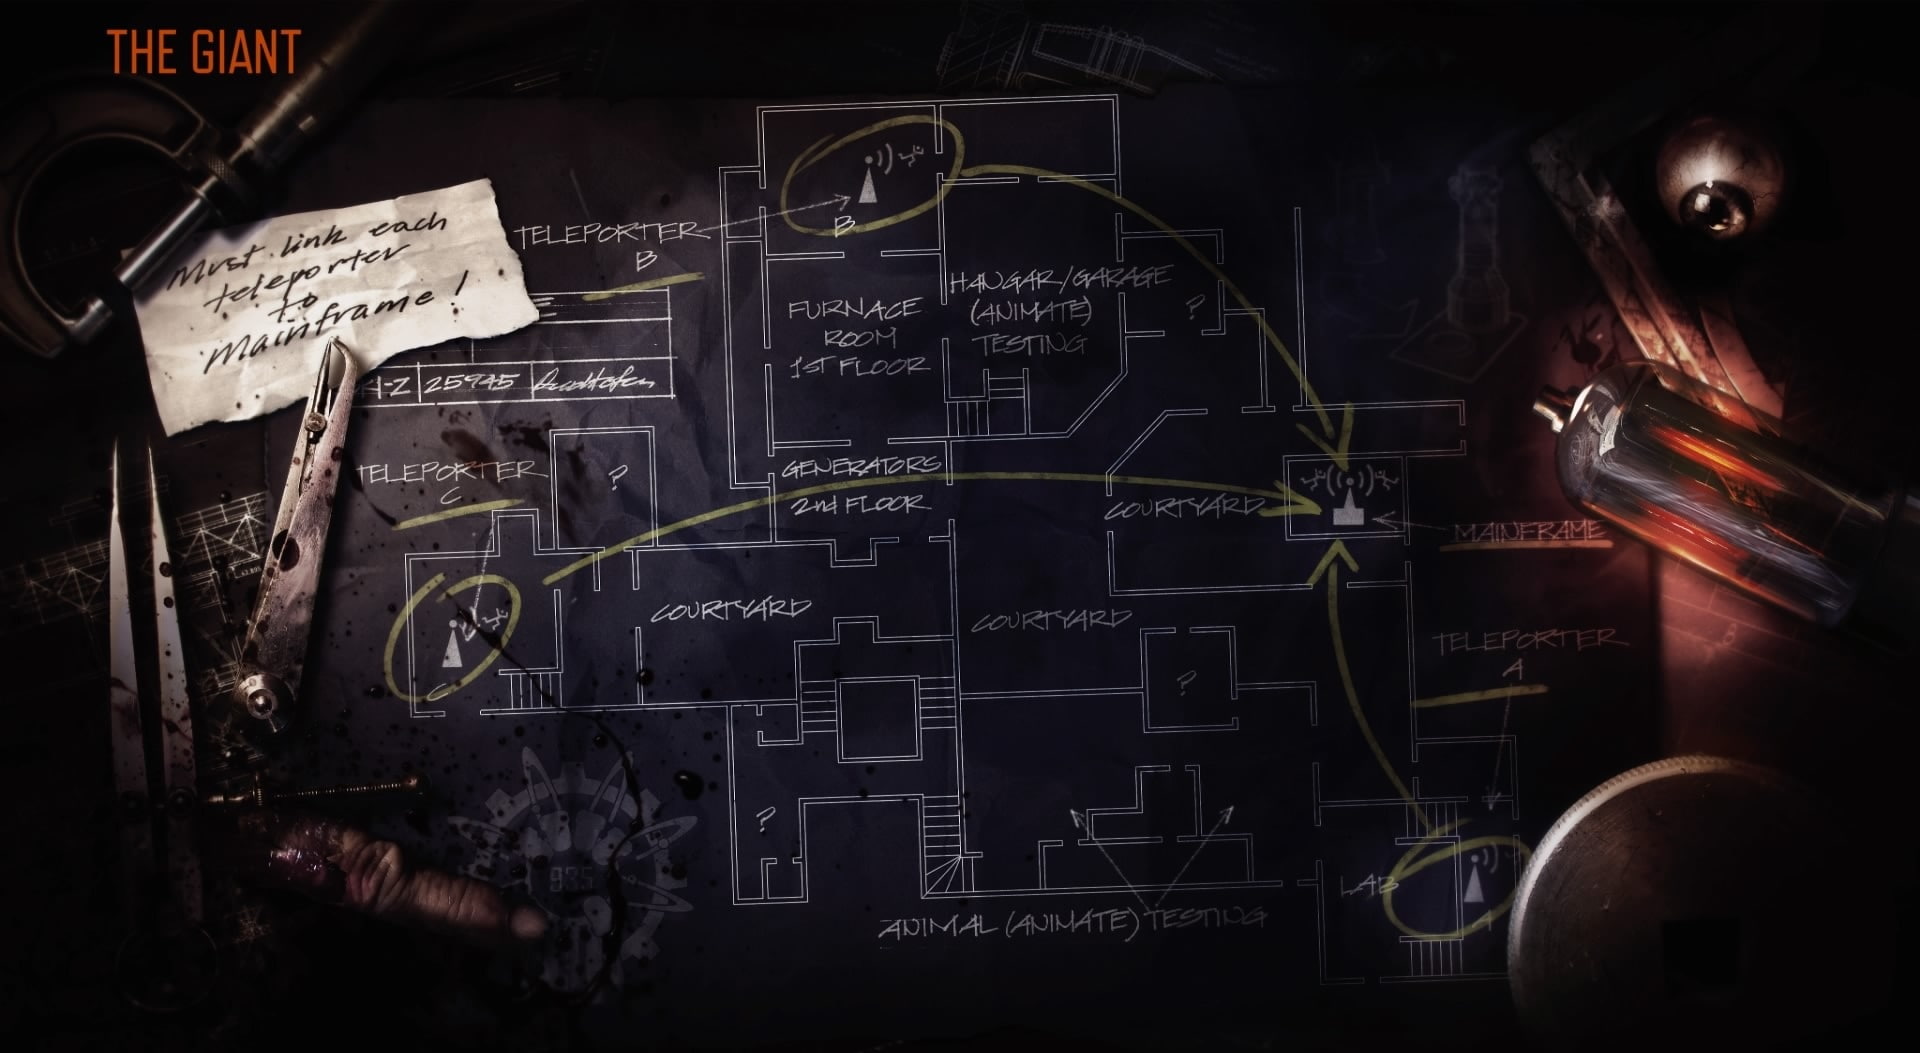 THE GIANT
Must link each
teleporter
to
Mainframe!
TELEPORTER
B
25945
TELEPORTER
C
C
?
B
FURNACE
ROOM
1ST FLOOR
HANGAR/GARAGE
(ANIMATE)
TESTING
?
GENERATORS
2nd FLOOR
COURTYARD
MAINFRAME
COURTYARD
COURTYARD
TELEPORTER
A
?
?
LAB
A
ANIMAL (ANIMATE) TESTING
935